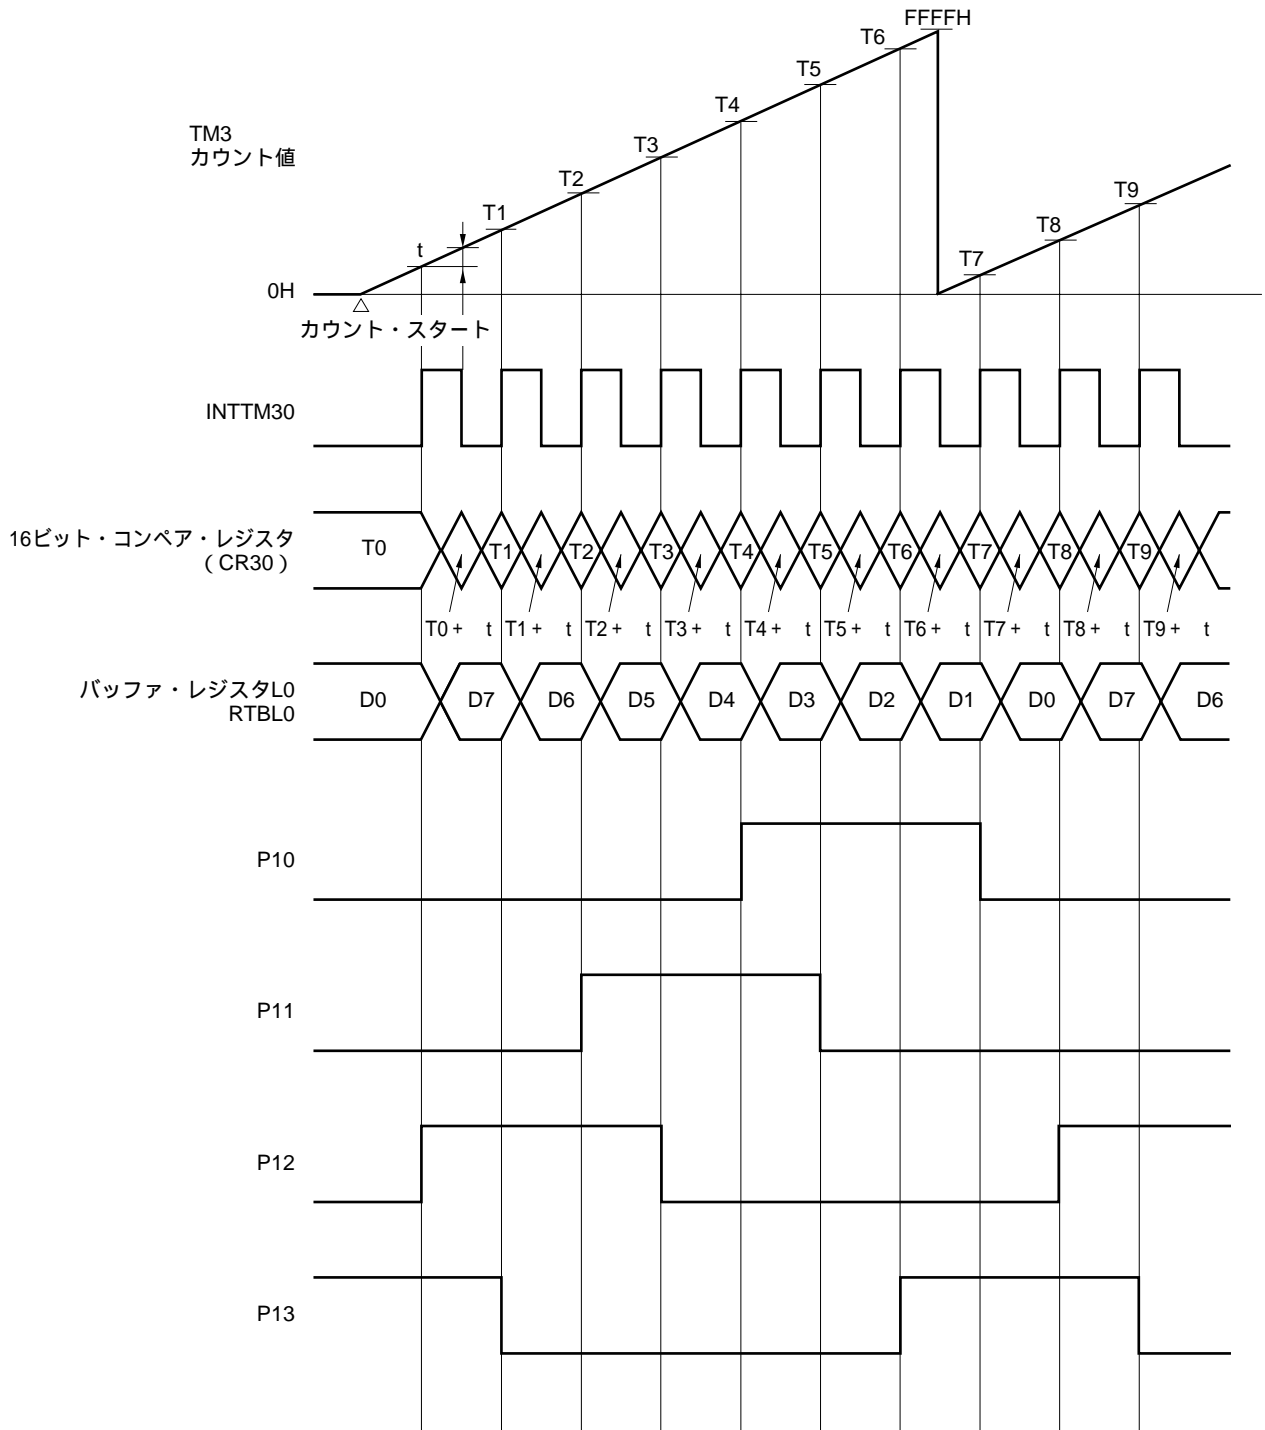 FFFFH
T6
T5
T4
T3
T2
T1
t
TM3
カウント値
T9
T8
T7
0H
カウント・スタート
INTTM30
16ビット・コンペア・レジスタ
（CR30）
T0 T1 T2 T3 T4 T5 T6 T7 T8 T9
T0+ t T1+ t T2+ t T3+ t T4+ t T5+ t T6+ t T7+ t T8+ t T9+ t
バッファ・レジスタL0
RTBL0
D0 D7 D6 D5 D4 D3 D2 D1 D0 D7 D6
P10
P11
P12
P13